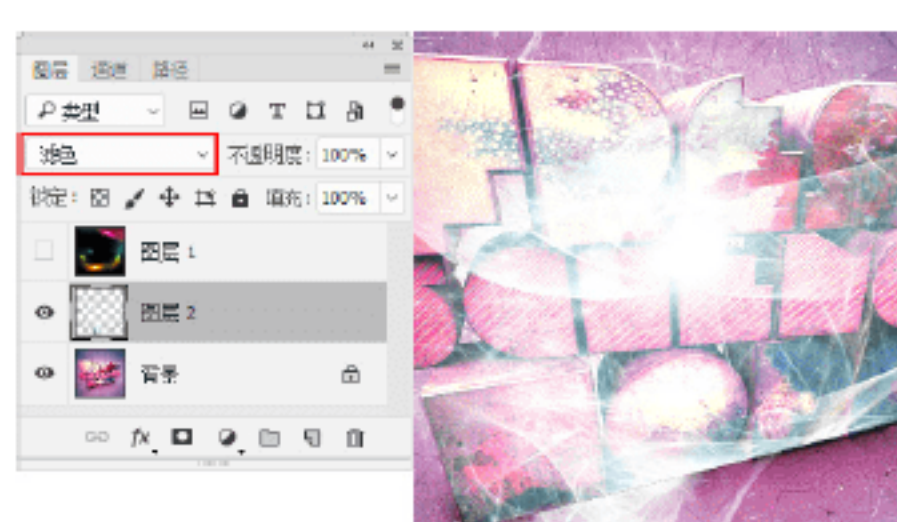 图层 通道 路径
类型
滤色 不透明度: 100%
锁定: 填充: 100%
图层 1
图层 2
背景
fx